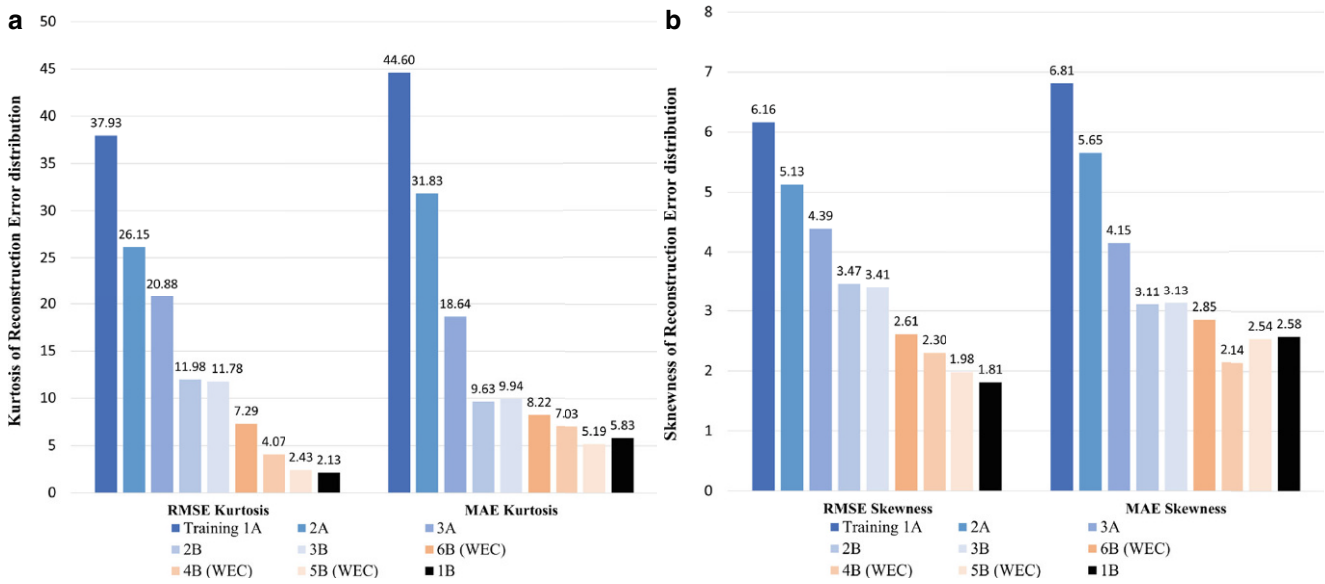 a
Kurtosis of Reconstruction Error distribution
50
45
40
35
30
25
20
15
10
5
0
37.93
26.15
20.88
11.98
11.78
7.29
4.07
2.43
2.13
44.60
31.83
18.64
9.63
9.94
8.22
7.03
5.19
5.83
RMSE Kurtosis
MAE Kurtosis
Training 1A
2A
3A
2B
3B
6B (WEC)
4B (WEC)
5B (WEC)
1B
b
Sknewness of Reconstruction Error distribution
8
7
6
5
4
3
2
1
0
6.16
5.13
4.39
3.47
3.41
2.61
2.30
1.98
1.81
6.81
5.65
4.15
3.11
3.13
2.85
2.14
2.54
2.58
RMSE Skewness
MAE Skewness
Training 1A
2A
3A
2B
3B
6B (WEC)
4B (WEC)
5B (WEC)
1B